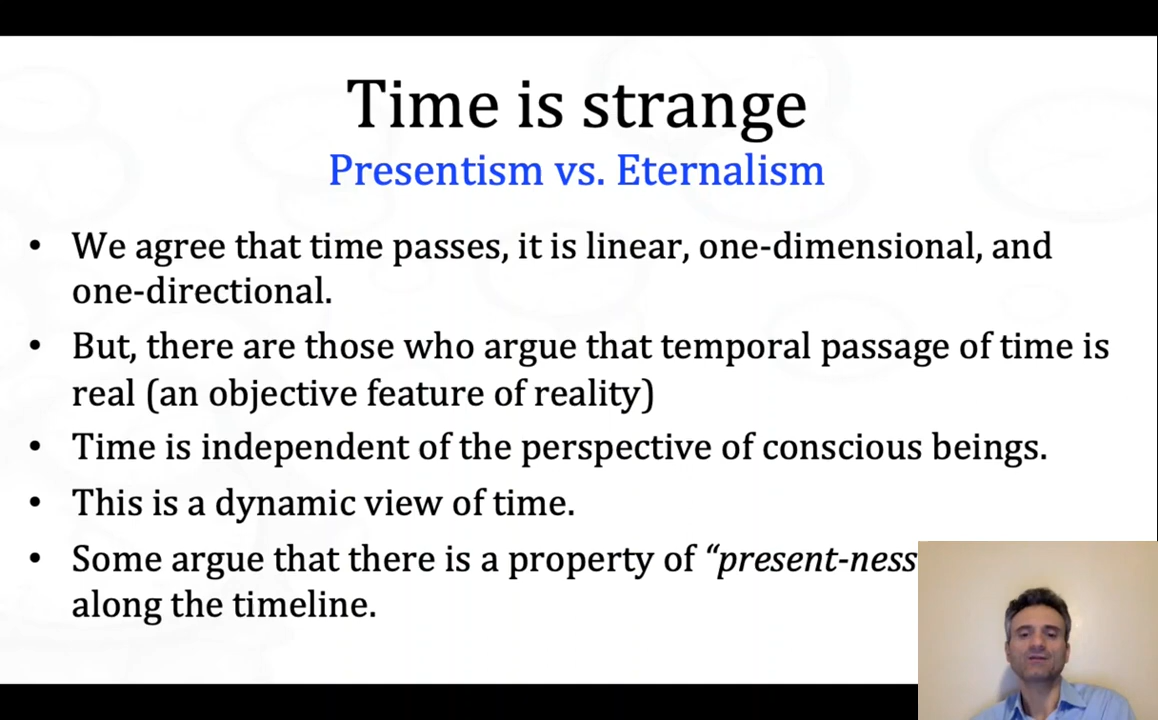 Time is strange
Presentism vs. Eternalism
• We agree that time passes, it is linear, one-dimensional, and
one-directional.
• But, there are those who argue that temporal passage of time is
real (an objective feature of reality)
• Time is independent of the perspective of conscious beings.
• This is a dynamic view of time.
• Some argue that there is a property of “present-ness
along the timeline.